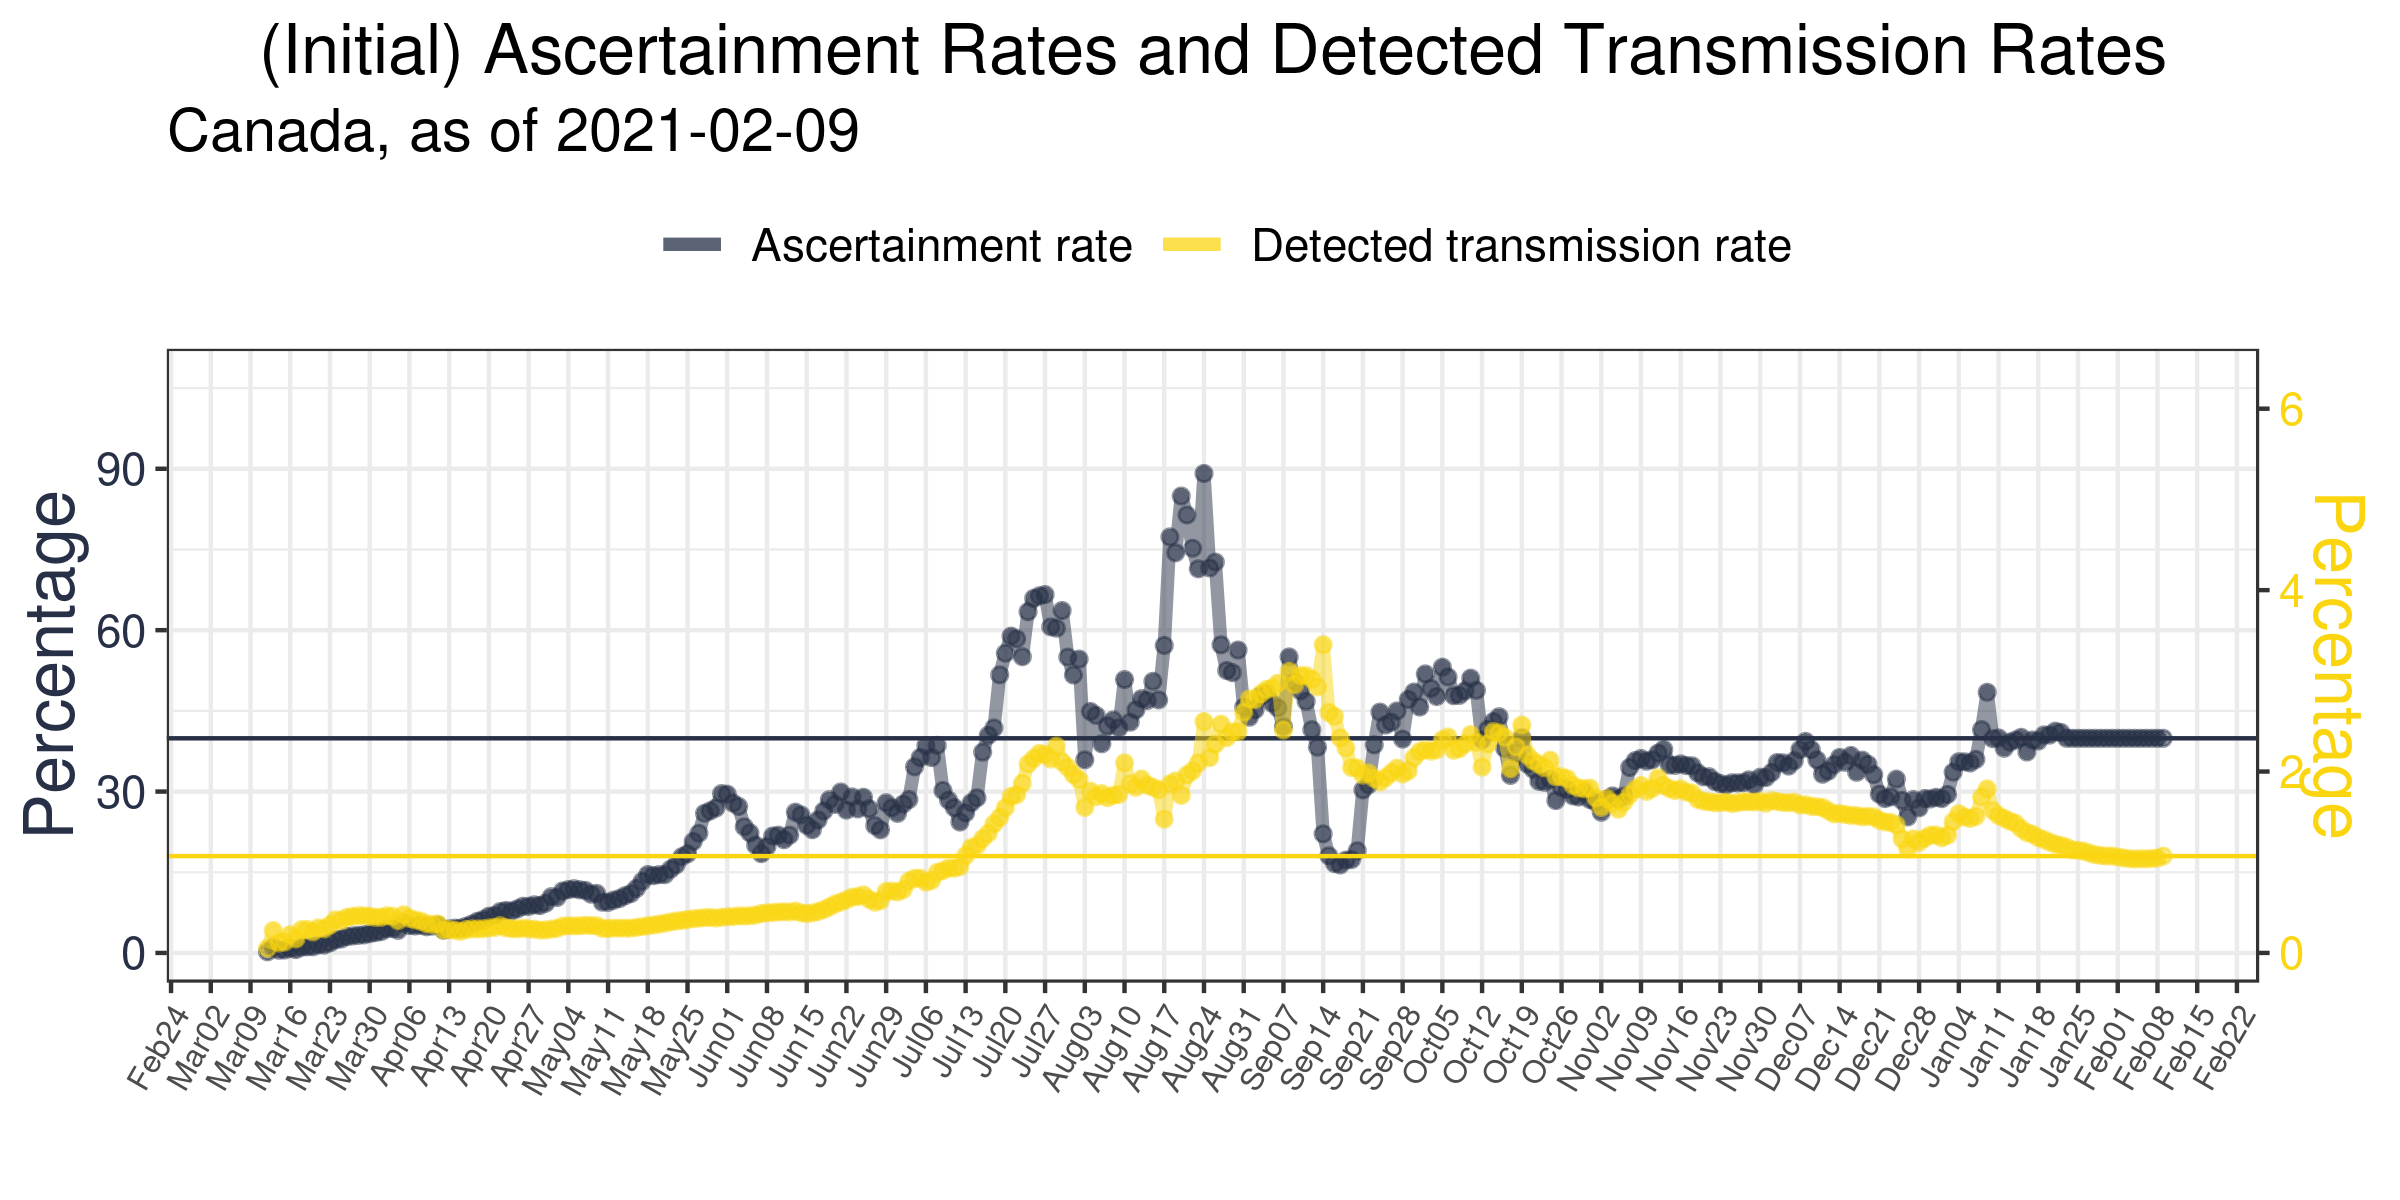 (Initial) Ascertainment Rates and Detected Transmission Rates
Canada, as of 2021-02-09
Ascertainment rate Detected transmission rate
Percentage
90
60
30
0
6
4
2
0
Percentage
Feb24 Mar02 Mar09 Mar16 Mar23 Mar30 Apr06 Apr13 Apr20 Apr27 May04 May11 May18 May25 Jun01 Jun08 Jun15 Jun22 Jun29 Jul06 Jul13 Jul20 Jul27 Aug03 Aug10 Aug17 Aug24 Aug31 Sep07 Sep14 Sep21 Sep28 Oct05 Oct12 Oct19 Oct26 Nov02 Nov09 Nov16 Nov23 Nov30 Dec07 Dec14 Dec21 Dec28 Jan04 Jan11 Jan18 Jan25 Feb01 Feb08 Feb15 Feb22